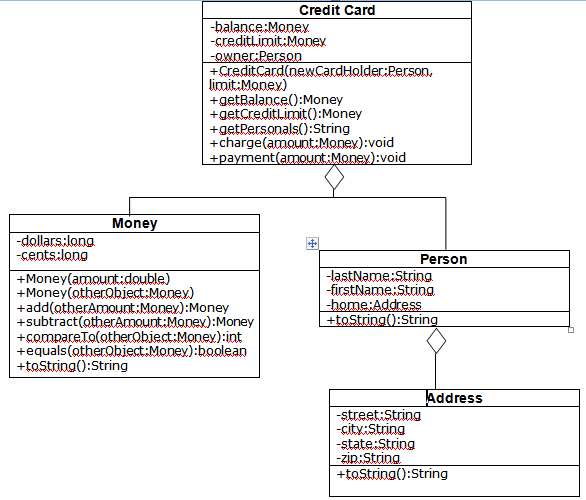 Credit Card
-balance:Money
-creditLimit:Money
-owner:Person
+CreditCard(newCardHolder:Person,
limit:Money)
+getBalance():Money
+getCreditLimit():Money
+getPersonals():String
+charge(amount:Money):void
+payment(amount:Money):void
Money
-dollars:long
-cents:long
+Money(amount:double)
+Money(otherObject:Money)
+add(otherAmount:Money):Money
+subtract(otherAmount:Money):Money
+compareTo(otherObject:Money):int
+equals(otherObject:Money):boolean
+toString():String
Person
-lastName:String
-firstName:String
-home:Address
+toString():String
Address
-street:String
-city:String
-state:String
-zip:String
+toString():String